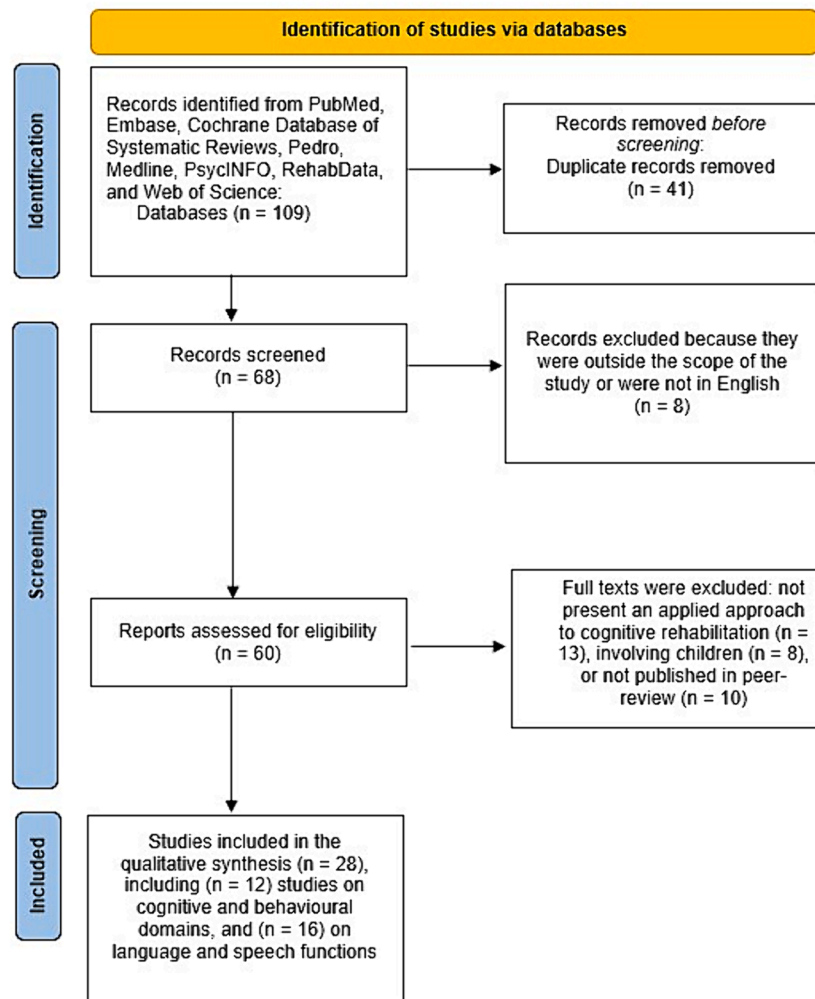 Identification of studies via databases
Identification
Records identified from PubMed,
Embase, Cochrane Database of
Systematic Reviews, Pedro,
Medline, PsycINFO, RehabData,
and Web of Science:
Databases (n = 109)
Records removed before
screening:
Duplicate records removed
(n = 41)
Screening
Records screened
(n = 68)
Records excluded because they
were outside the scope of the
study or were not in English
(n = 8)
Reports assessed for eligibility
(n = 60)
Full texts were excluded: not
present an applied approach
to cognitive rehabilitation (n =
13), involving children (n = 8),
or not published in peer-
review (n = 10)
Included
Studies included in the
qualitative synthesis (n = 28),
including (n = 12) studies on
cognitive and behavioural
domains, and (n = 16) on
language and speech functions